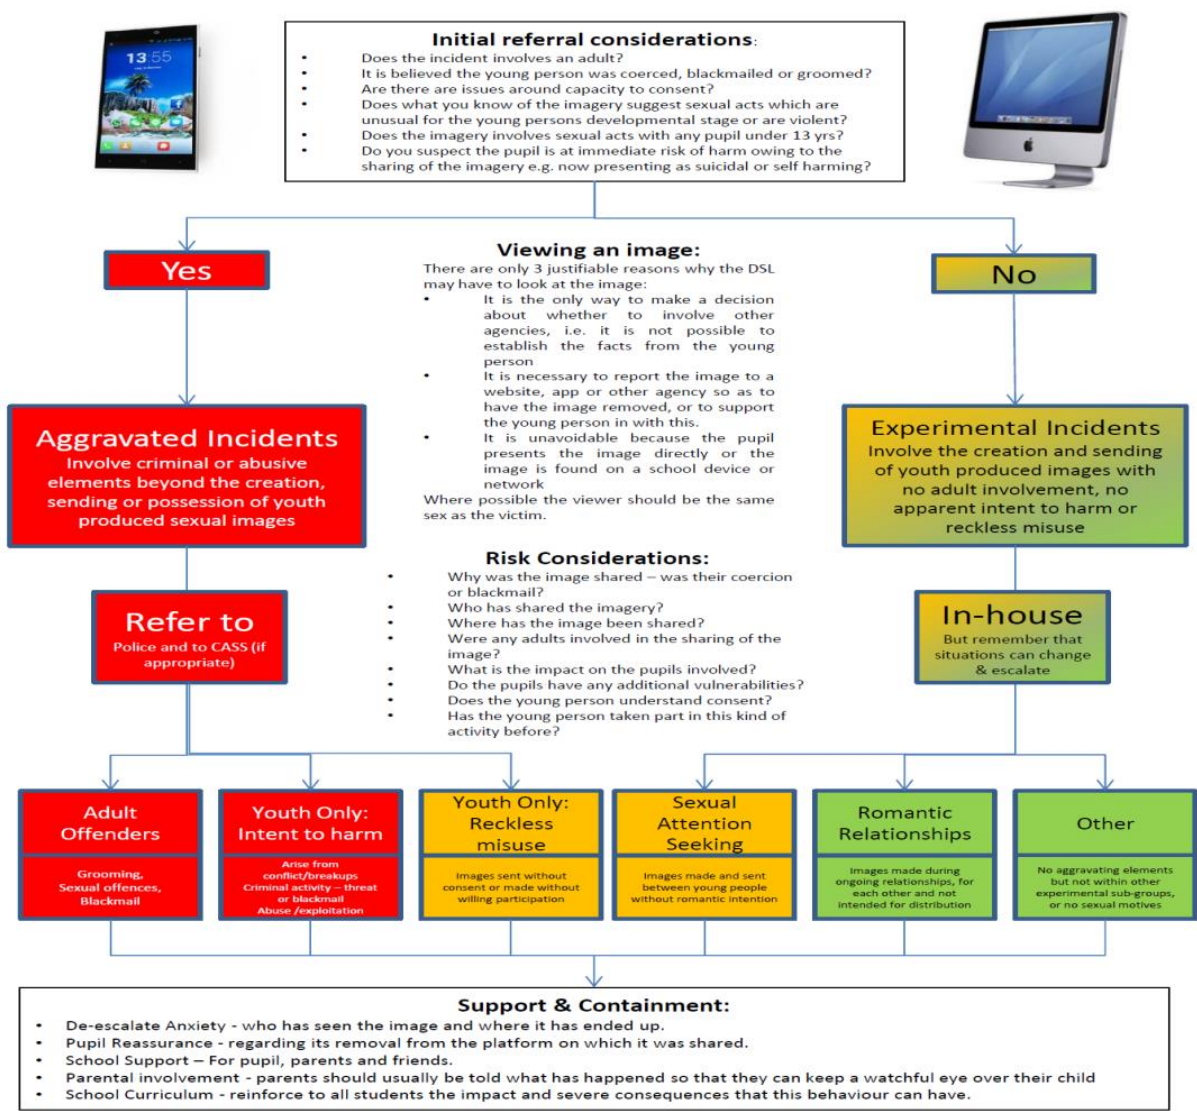 13:55
Initial referral considerations:
• Does the incident involves an adult?
• It is believed the young person was coerced, blackmailed or groomed?
• Are there are issues around capacity to consent?
• Does what you know of the imagery suggest sexual acts which are
unusual for the young persons developmental stage or are violent?
• Does the imagery involves sexual acts with any pupil under 13 yrs?
• Do you suspect the pupil is at immediate risk of harm owing to the
sharing of the imagery e.g. now presenting as suicidal or self harming?
Yes
No
Viewing an image:
There are only 3 justifiable reasons why the DSL
may have to look at the image:
• It is the only way to make a decision
about whether to involve other
agencies, i.e. it is not possible to
establish the facts from the young
person
• It is necessary to report the image to a
website, app or other agency so as to
have the image removed, or to support
the young person in with this.
• It is unavoidable because the pupil
presents the image directly or the
image is found on a school device or
network
Where possible the viewer should be the same
sex as the victim.
Aggravated Incidents
Involve criminal or abusive
elements beyond the creation,
sending or possession of youth
produced sexual images
Experimental Incidents
Involve the creation and sending
of youth produced images with
no adult involvement, no
apparent intent to harm or
reckless misuse
Risk Considerations:
• Why was the image shared – was their coercion
or blackmail?
• Who has shared the imagery?
• Where has the image been shared?
• Were any adults involved in the sharing of the
image?
• What is the impact on the pupils involved?
• Do the pupils have any additional vulnerabilities?
• Does the young person understand consent?
• Has the young person taken part in this kind of
activity before?
Refer to
Police and to CASS (if
appropriate)
In-house
But remember that
situations can change
& escalate
Adult
Offenders
Grooming,
Sexual offences,
Blackmail
Youth Only:
Intent to harm
Arise from
conflict/breakups
Criminal activity – threat
or blackmail
Abuse /exploitation
Youth Only:
Reckless
misuse
Images sent without
consent or made without
willing participation
Sexual
Attention
Seeking
Images made and sent
between young people
without romantic intention
Romantic
Relationships
Images made during
ongoing relationships, for
each other and not
intended for distribution
Other
No aggravating elements
but not within other
experimental sub-groups,
or no sexual motives
Support & Containment:
• De-escalate Anxiety - who has seen the image and where it has ended up.
• Pupil Reassurance - regarding its removal from the platform on which it was shared.
• School Support – For pupil, parents and friends.
• Parental involvement - parents should usually be told what has happened so that they can keep a watchful eye over their child
• School Curriculum - reinforce to all students the impact and severe consequences that this behaviour can have.